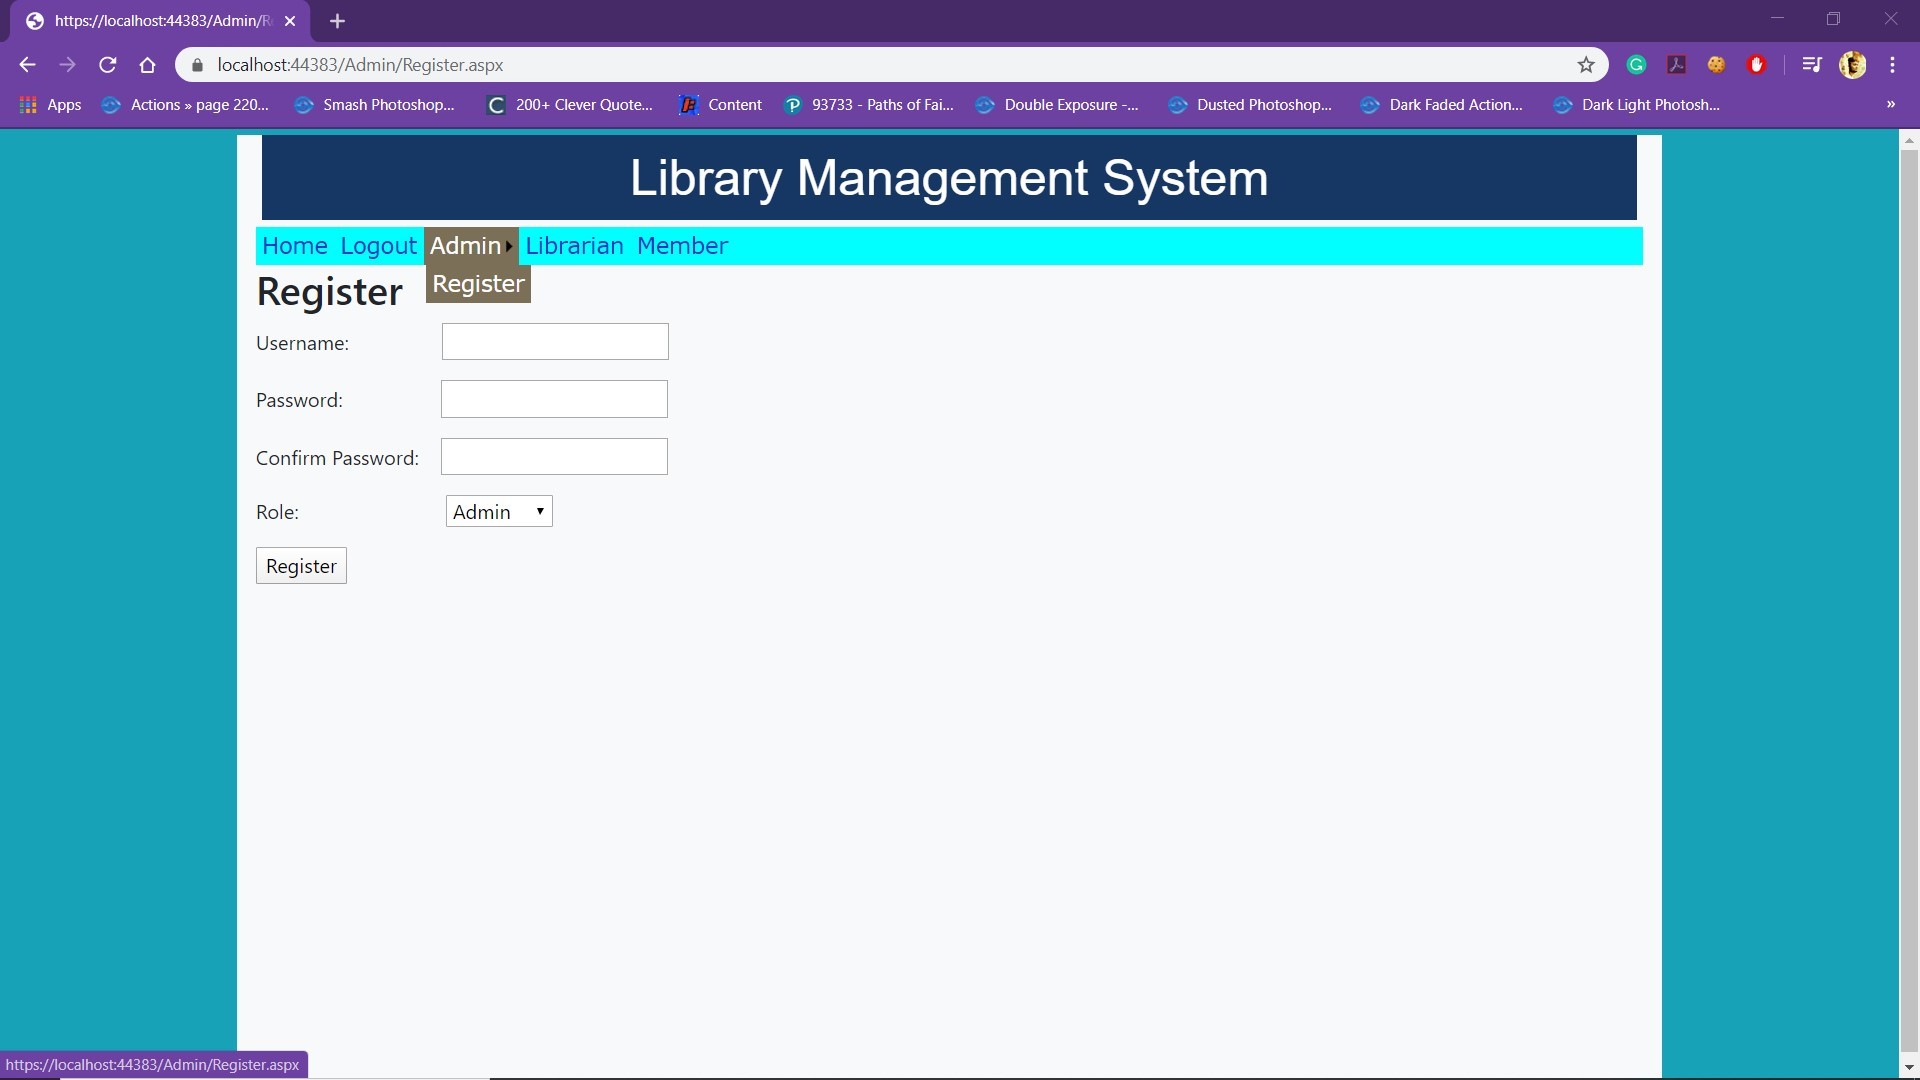 https://localhost:44383/Admin/R
localhost:44383/Admin/Register.aspx
Apps Actions » page 220... Smash Photoshop... 200+ Clever Quote... Content 93733 - Paths of Fai... Double Exposure -... Dusted Photoshop... Dark Faded Action... Dark Light Photosh... »
Library Management System
Home Logout Admin Librarian Member
Register
Register
Username:
Password:
Confirm Password:
Role: Admin
Register
https://localhost:44383/Admin/Register.aspx